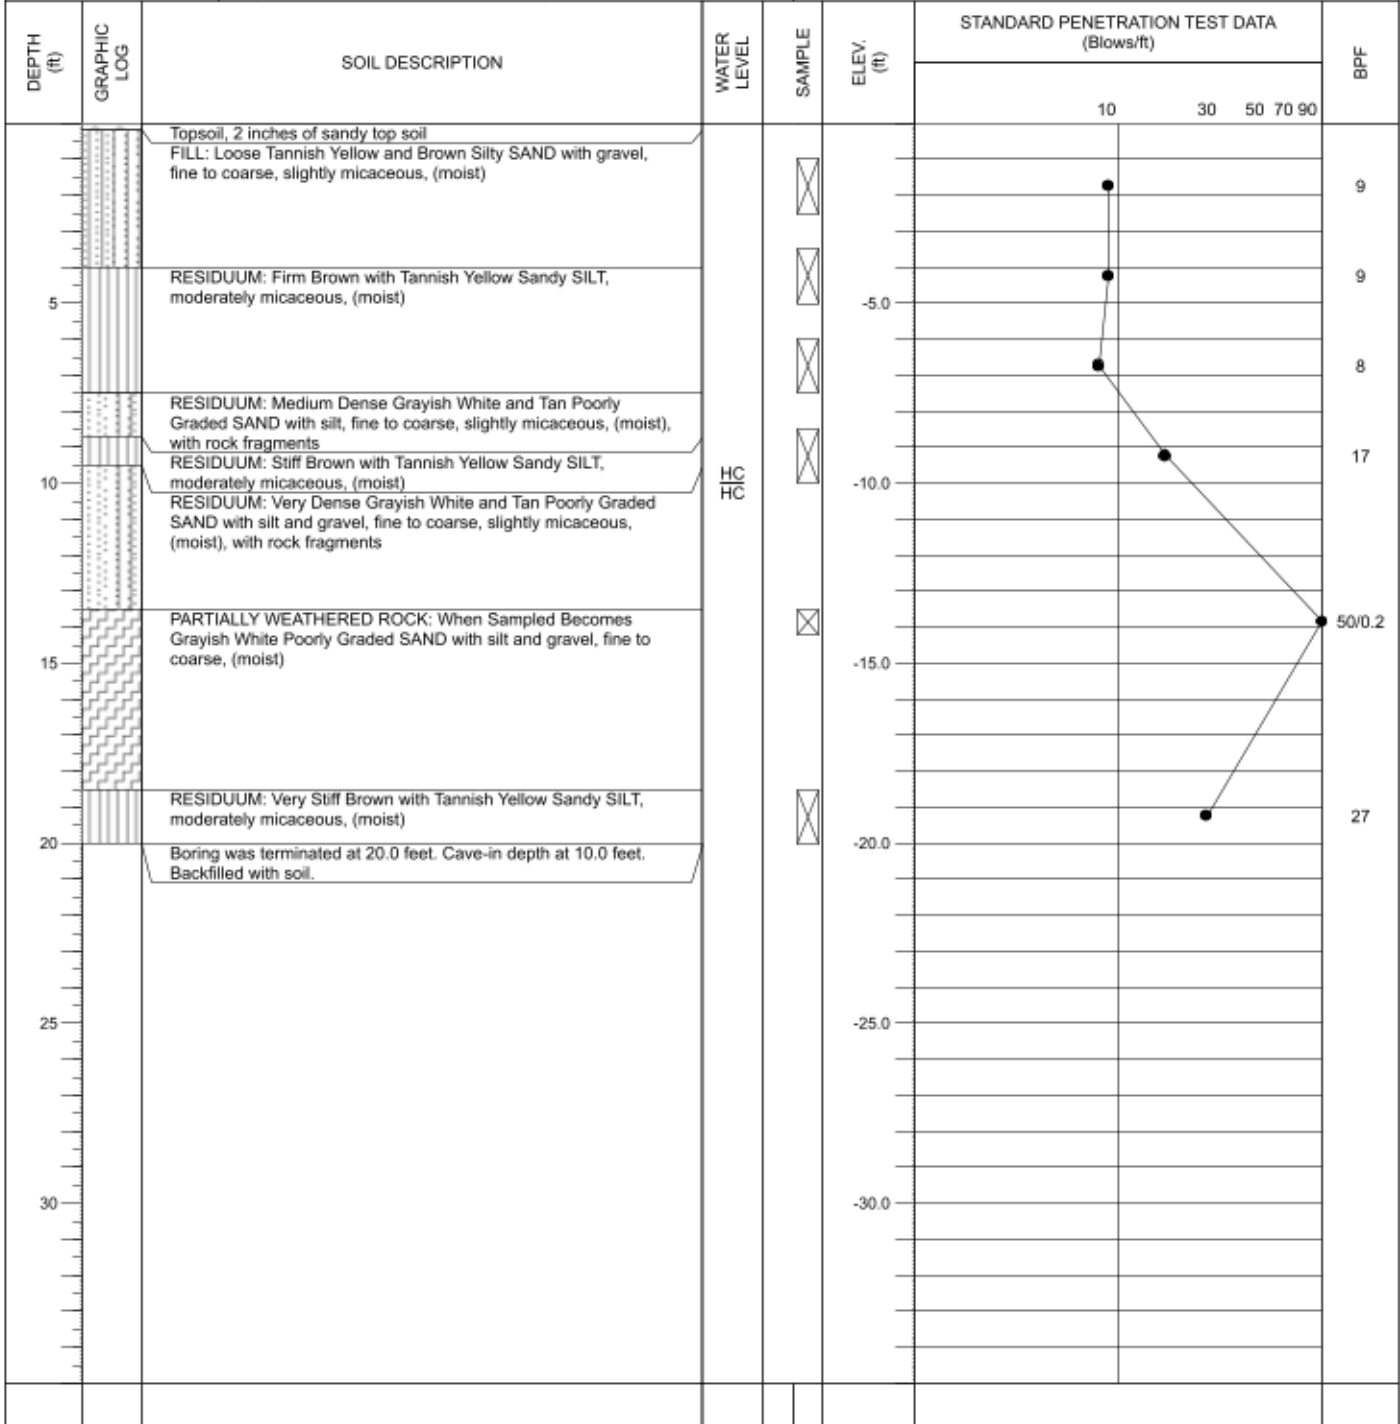 DEPTH
(ft)
GRAPHIC
LOG
SOIL DESCRIPTION
WATER
LEVEL
SAMPLE
ELEV.
(ft)
STANDARD PENETRATION TEST DATA
(Blows/ft)
BPF
10 30 50 70 90
Topsoil, 2 inches of sandy top soil
FILL: Loose Tannish Yellow and Brown Silty SAND with gravel,
fine to coarse, slightly micaceous, (moist)
9
RESIDUUM: Firm Brown with Tannish Yellow Sandy SILT,
moderately micaceous, (moist)
9
5
-5.0
8
RESIDUUM: Medium Dense Grayish White and Tan Poorly
Graded SAND with silt, fine to coarse, slightly micaceous, (moist),
with rock fragments
RESIDUUM: Stiff Brown with Tannish Yellow Sandy SILT,
moderately micaceous, (moist)
17
10
HC
HC
-10.0
RESIDUUM: Very Dense Grayish White and Tan Poorly Graded
SAND with silt and gravel, fine to coarse, slightly micaceous,
(moist), with rock fragments
PARTIALLY WEATHERED ROCK: When Sampled Becomes
Grayish White Poorly Graded SAND with silt and gravel, fine to
coarse, (moist)
50/0.2
15
-15.0
RESIDUUM: Very Stiff Brown with Tannish Yellow Sandy SILT,
moderately micaceous, (moist)
27
20
-20.0
Boring was terminated at 20.0 feet. Cave-in depth at 10.0 feet.
Backfilled with soil.
25
-25.0
30
-30.0